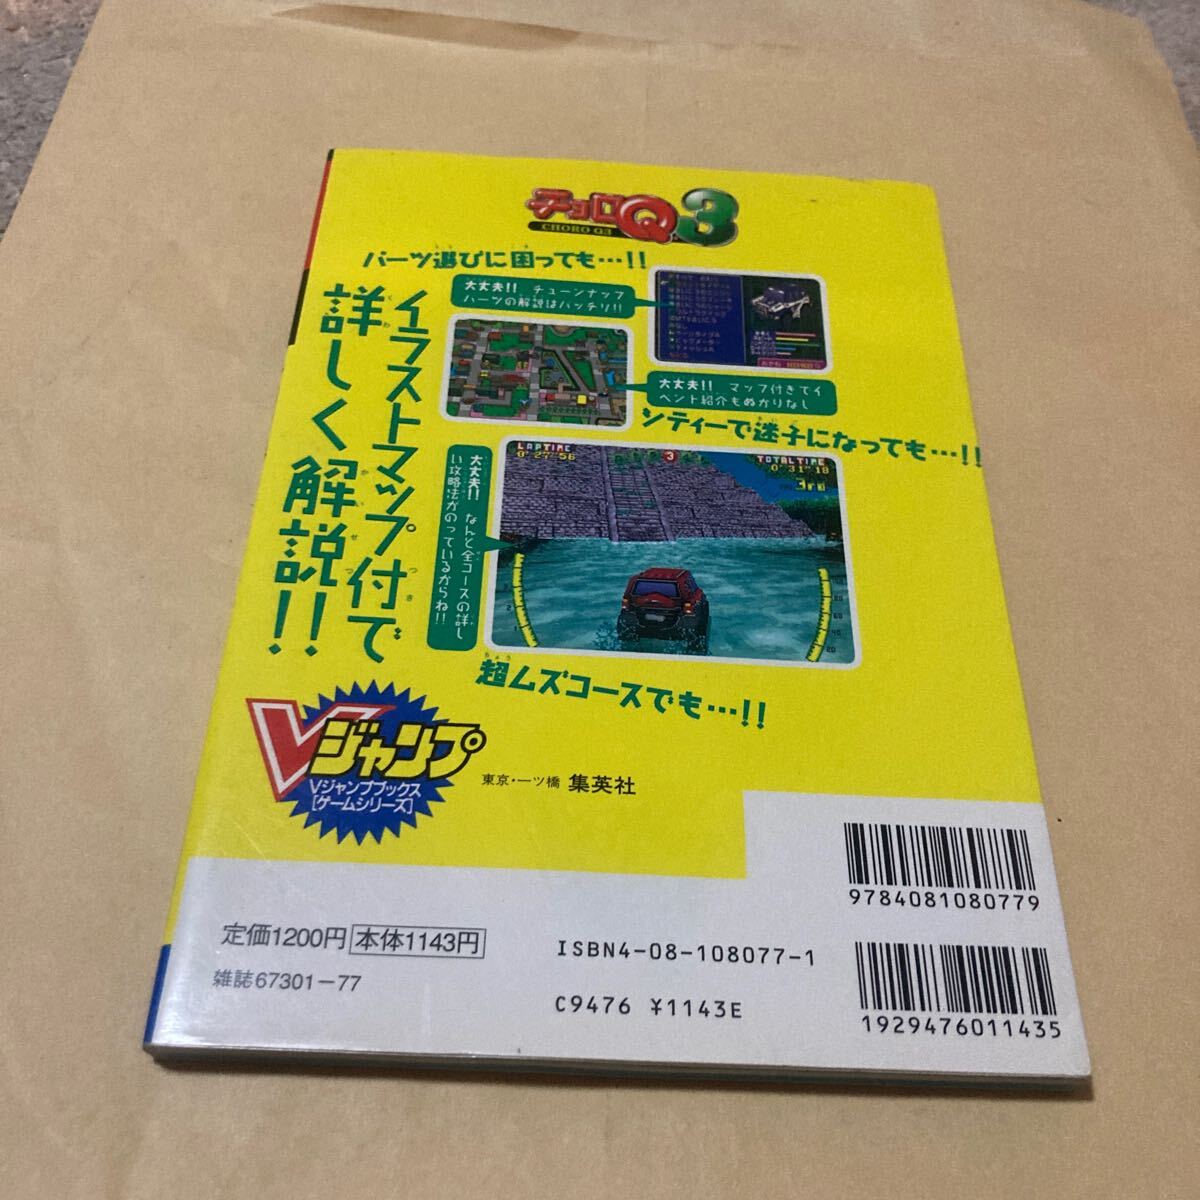 チョロQ3
CHORO Q3
パーツ選びに困っても…!!
大丈夫!! チューンナップ
パーツの解説はバッチリ!!
イラストマップ付で
詳しく解説!!
大丈夫!! マップ付きでイ
ベント紹介もぬかりなし
シティーで迷子になっても…!!
LAPTIME
0'27"56
TOTALTIME
0'31"18
大丈夫!! なんと全コースの詳し
い攻略法がのっているからね!!
超ムズコースでも…!!
Vジャンプ
Vジャンプブックス
[ゲームシリーズ]
東京・一ツ橋 集英社
9784081080779
定価1200円 本体1143円
ISBN4-08-108077-1
雑誌67301-77
C9476 ¥1143E
1929476011435